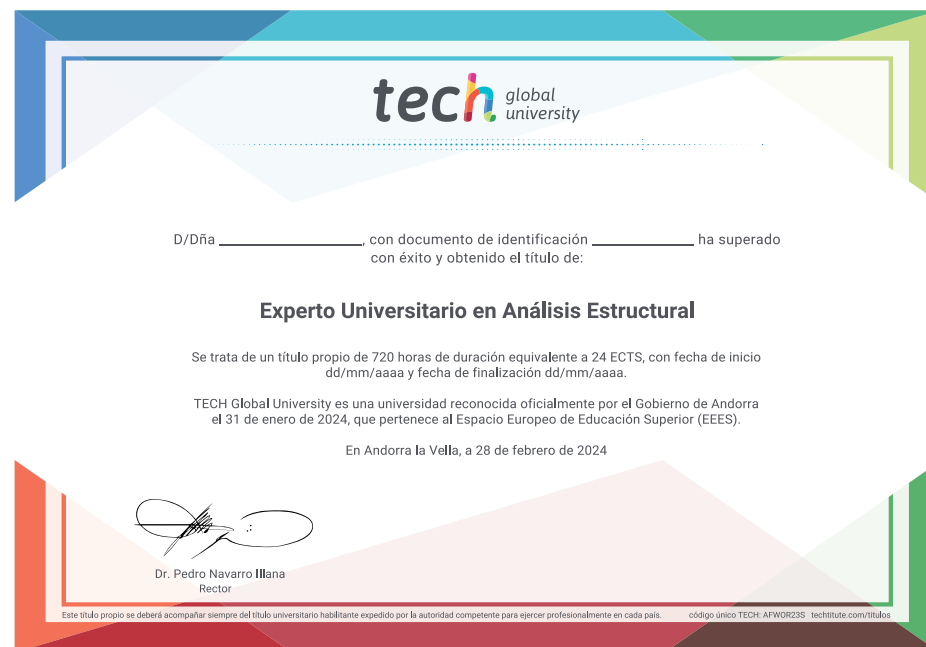 tech global university
D/Dña ______________, con documento de identificación __________ ha superado
con éxito y obtenido el título de:
Experto Universitario en Análisis Estructural
Se trata de un título propio de 720 horas de duración equivalente a 24 ECTS, con fecha de inicio
dd/mm/aaaa y fecha de finalización dd/mm/aaaa.
TECH Global University es una universidad reconocida oficialmente por el Gobierno de Andorra
el 31 de enero de 2024, que pertenece al Espacio Europeo de Educación Superior (EEES).
En Andorra la Vella, a 28 de febrero de 2024
Dr. Pedro Navarro Illana
Rector
Este título propio se deberá acompañar siempre del título universitario habilitante expedido por la autoridad competente para ejercer profesionalmente en cada país. código único TECH: AFWOR23S techtitute.com/titulos